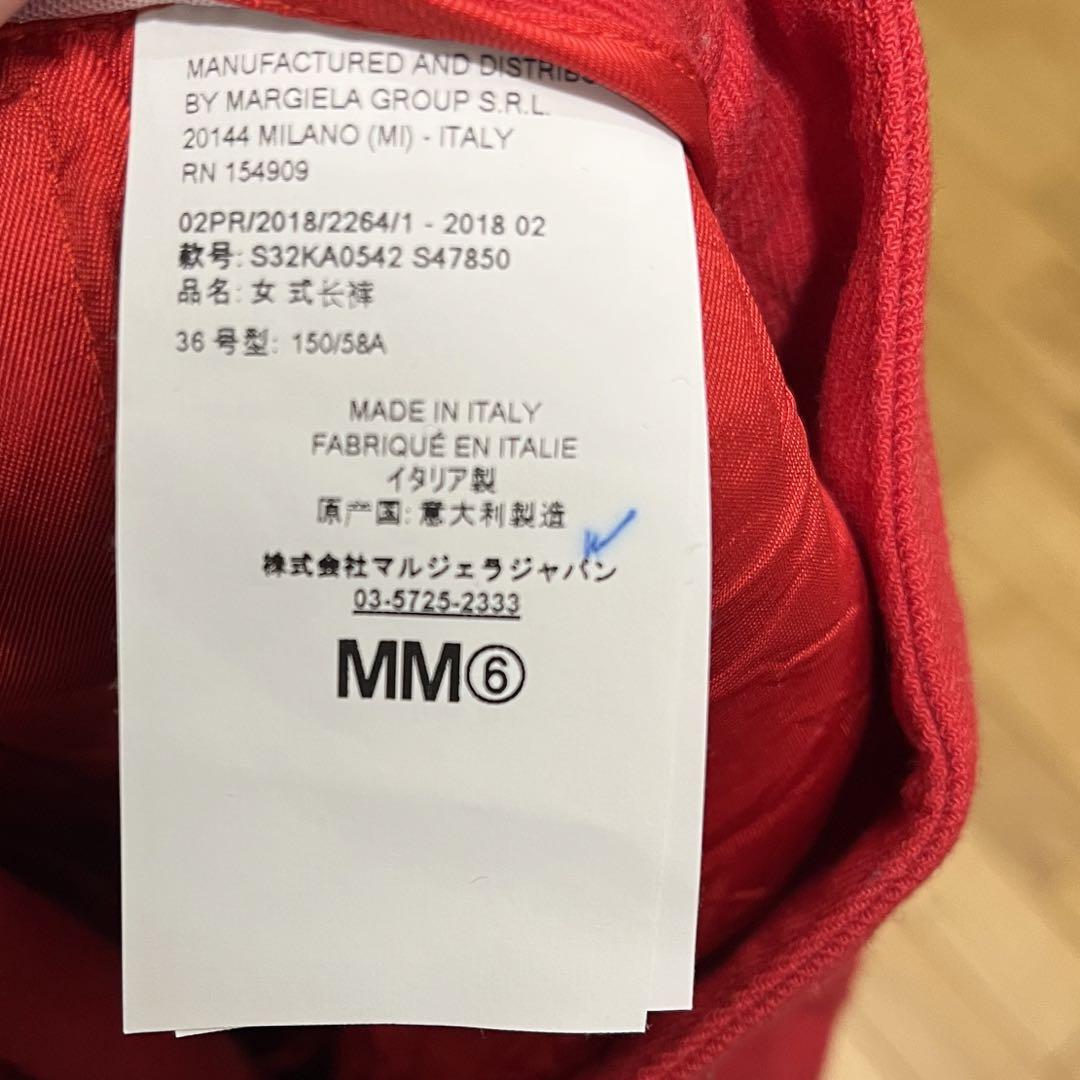 MANUFACTURED AND DISTRIBU
BY MARGIELA GROUP S.R.L.
20144 MILANO (MI) - ITALY
RN 154909
02PR/2018/2264/1 - 2018 02
款号: S32KA0542 S47850
品名: 女 式长裤
36 号型: 150/58A
MADE IN ITALY
FABRIQUÉ EN ITALIE
イタリア製
原产国: 意大利製造
株式会社マルジェラジャパン
03-5725-2333
MM⑥